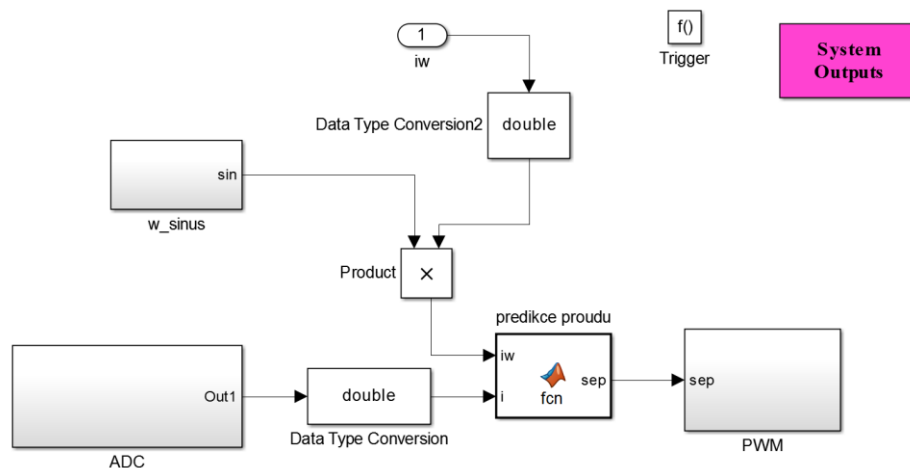 1
iw
f()
Trigger
System
Outputs
Data Type Conversion2
double
sin
w_sinus
Product
×
predikce proudu
iw
i
fcn
sep
sep
PWM
Out1
ADC
double
Data Type Conversion